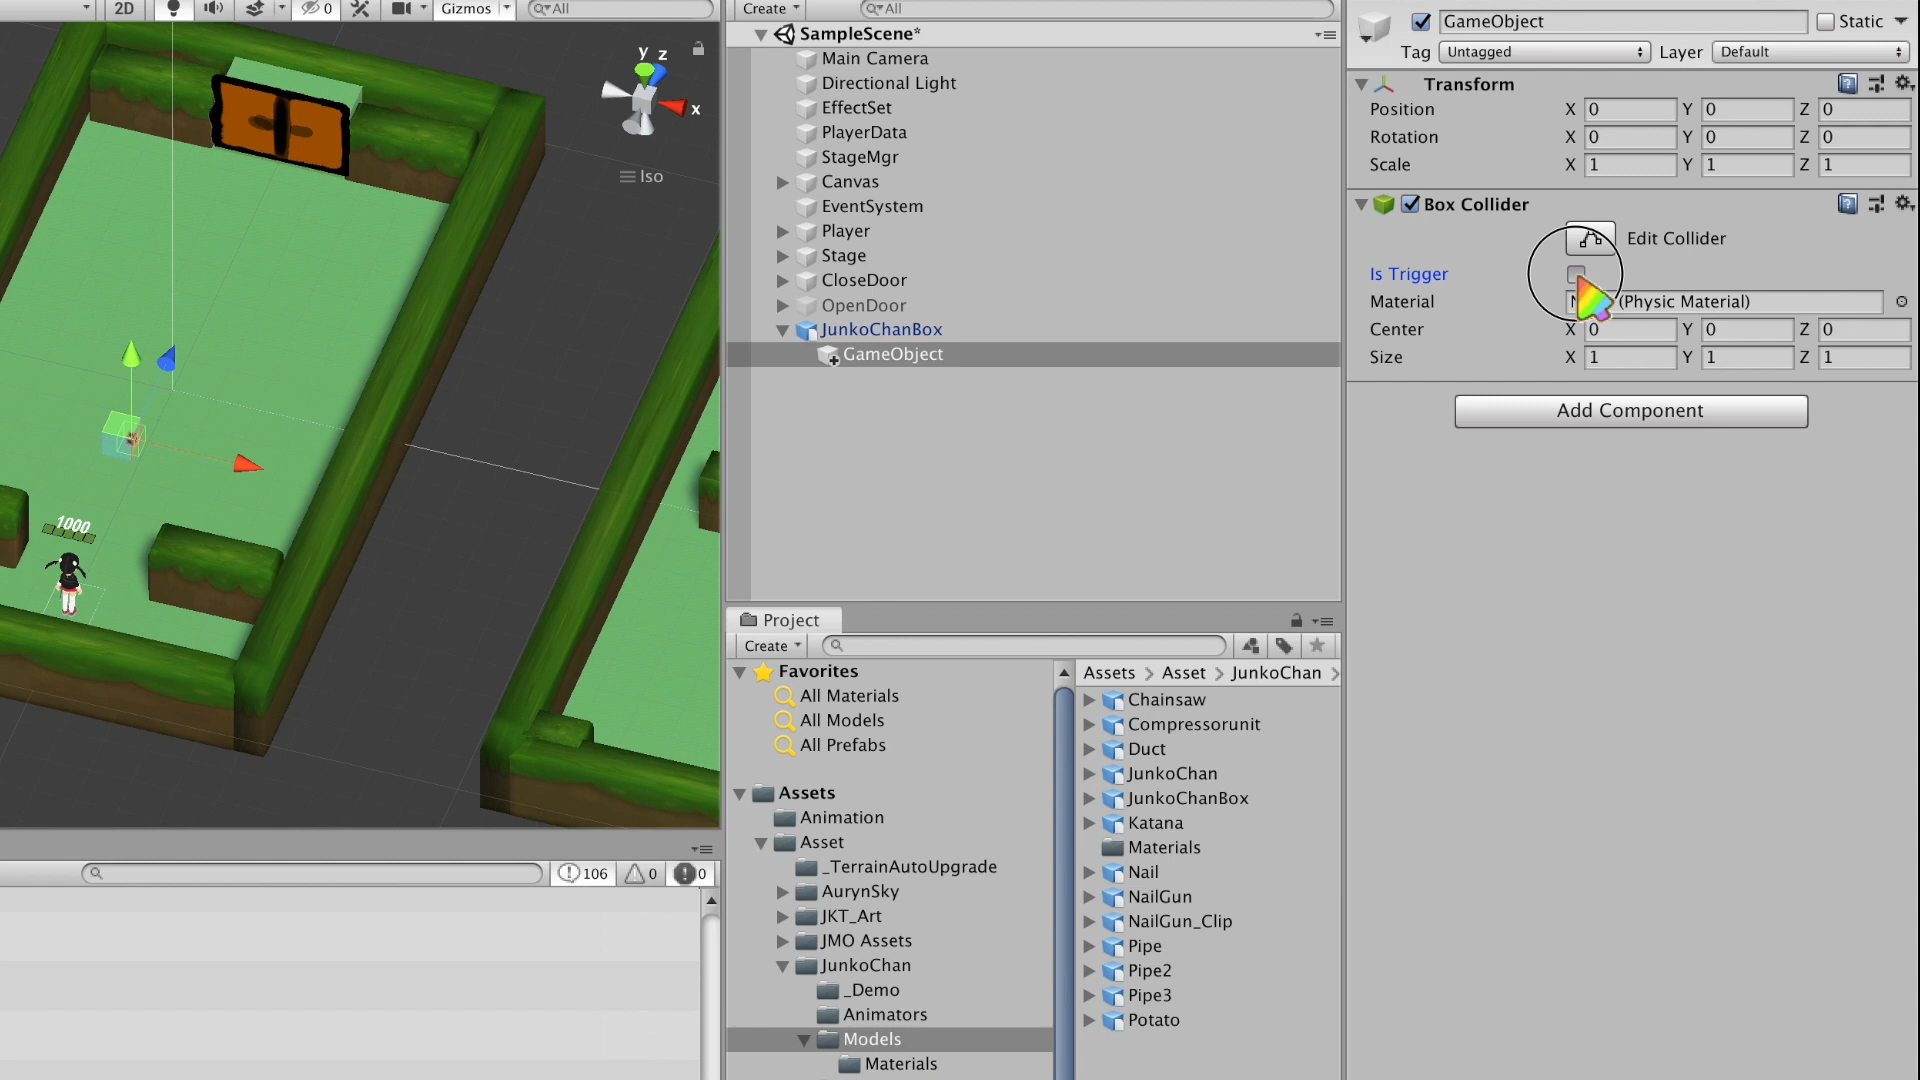 2D
0
Gizmos
All
y
z
x
Iso
1000
106
0
0
Create
All
SampleScene*
Main Camera
Directional Light
EffectSet
PlayerData
StageMgr
Canvas
EventSystem
Player
Stage
CloseDoor
OpenDoor
JunkoChanBox
GameObject
Project
Create
Favorites
All Materials
All Models
All Prefabs
Assets
Animation
Asset
_TerrainAutoUpgrade
AurynSky
JKT_Art
JMO Assets
JunkoChan
_Demo
Animators
Models
Materials
Assets > Asset > JunkoChan >
Chainsaw
Compressorunit
Duct
JunkoChan
JunkoChanBox
Katana
Materials
Nail
NailGun
NailGun_Clip
Pipe
Pipe2
Pipe3
Potato
GameObject
Static
Tag Untagged Layer Default
Transform
Position X 0 Y 0 Z 0
Rotation X 0 Y 0 Z 0
Scale X 1 Y 1 Z 1
Box Collider
Edit Collider
Is Trigger
Material (Physic Material)
Center X 0 Y 0 Z 0
Size X 1 Y 1 Z 1
Add Component